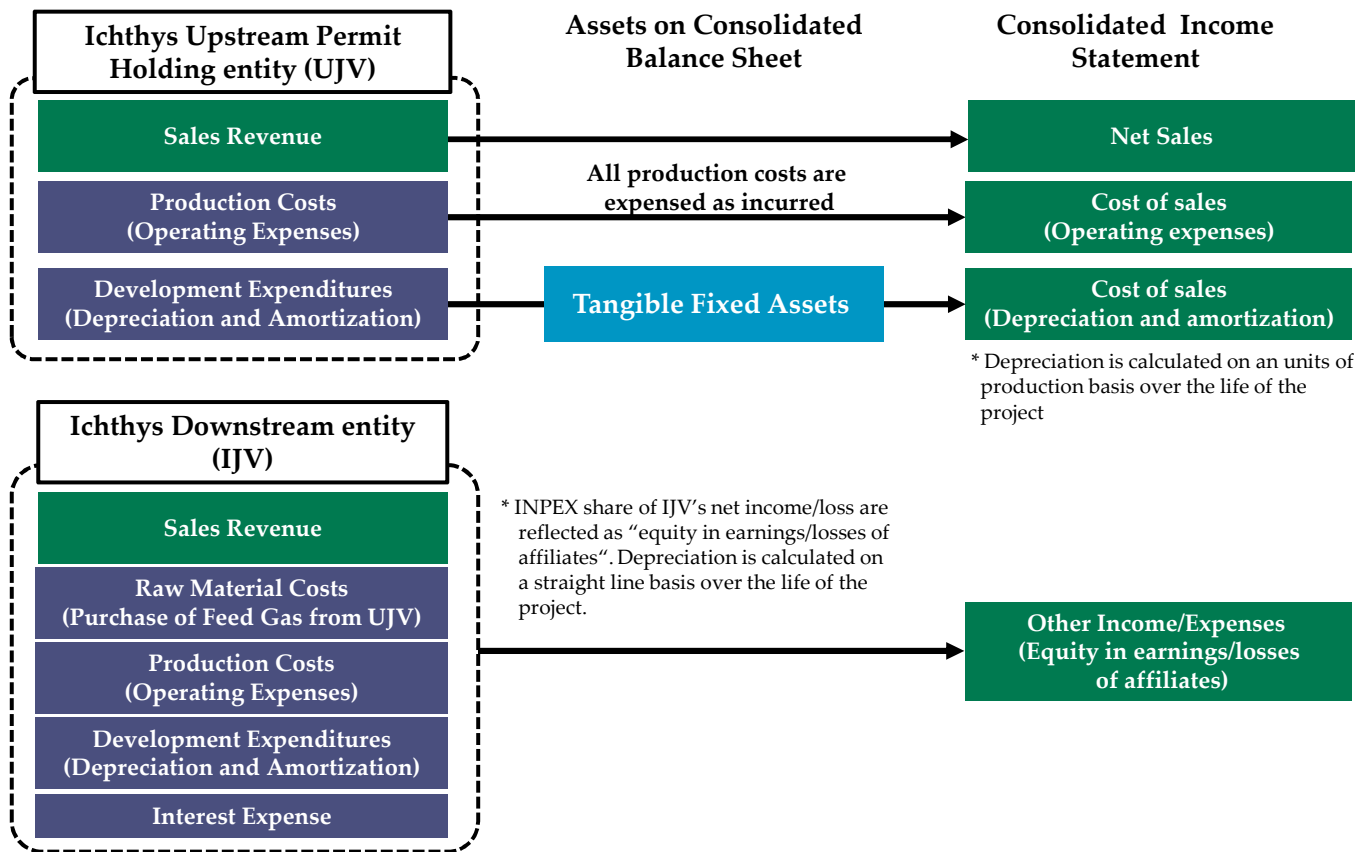 Ichthys Upstream Permit
Holding entity (UJV)
Assets on Consolidated
Balance Sheet
Consolidated Income
Statement
Sales Revenue
Net Sales
Production Costs
(Operating Expenses)
All production costs are
expensed as incurred
Cost of sales
(Operating expenses)
Development Expenditures
(Depreciation and Amortization)
Tangible Fixed Assets
Cost of sales
(Depreciation and amortization)
* Depreciation is calculated on an units of
production basis over the life of the
project
Ichthys Downstream entity
(IJV)
Sales Revenue
Raw Material Costs
(Purchase of Feed Gas from UJV)
Production Costs
(Operating Expenses)
Development Expenditures
(Depreciation and Amortization)
Interest Expense
* INPEX share of IJV's net income/loss are
reflected as “equity in earnings/losses of
affiliates“. Depreciation is calculated on
a straight line basis over the life of the
project.
Other Income/Expenses
(Equity in earnings/losses
of affiliates)